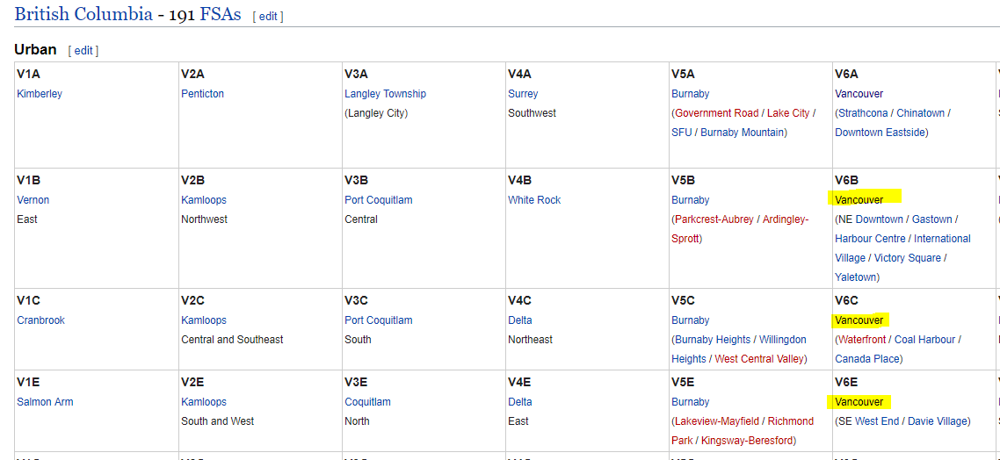 British Columbia - 191 FSAs [ edit ]
Urban [ edit ]
V1A
Kimberley
V2A
Penticton
V3A
Langley Township
(Langley City)
V4A
Surrey
Southwest
V5A
Burnaby
(Government Road / Lake City /
SFU / Burnaby Mountain)
V6A
Vancouver
(Strathcona / Chinatown /
Downtown Eastside)
V1B
Vernon
East
V2B
Kamloops
Northwest
V3B
Port Coquitlam
Central
V4B
White Rock
V5B
Burnaby
(Parkcrest-Aubrey / Ardingley-
Sprott)
V6B
Vancouver
(NE Downtown / Gastown /
Harbour Centre / International
Village / Victory Square /
Yaletown)
V1C
Cranbrook
V2C
Kamloops
Central and Southeast
V3C
Port Coquitlam
South
V4C
Delta
Northeast
V5C
Burnaby
(Burnaby Heights / Willingdon
Heights / West Central Valley)
V6C
Vancouver
(Waterfront / Coal Harbour /
Canada Place)
V1E
Salmon Arm
V2E
Kamloops
South and West
V3E
Coquitlam
North
V4E
Delta
East
V5E
Burnaby
(Lakeview-Mayfield / Richmond
Park / Kingsway-Beresford)
V6E
Vancouver
(SE West End / Davie Village)